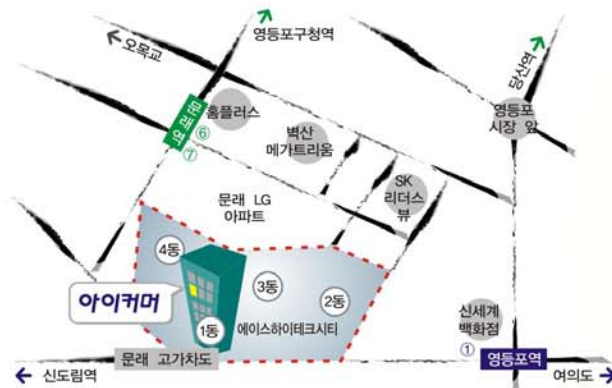 영등포구청역
오목교
당산역
문래역
⑥
⑦
홈플러스
영등포
시장 앞
벽산
메가트리움
SK
리더스
뷰
문래 LG
아파트
4동
3동
2동
아이커머
1동
에이스하이테크시티
신세계
백화점
①
문래 고가차도
영등포역
신도림역
여의도